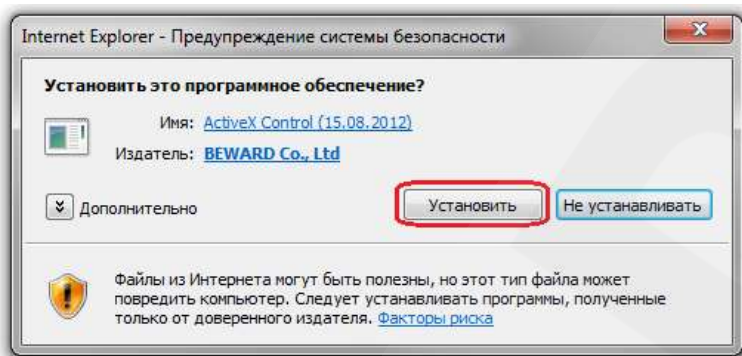 Internet Explorer - Предупреждение системы безопасности
Установить это программное обеспечение?
Имя: ActiveX Control (15.08.2012)
Издатель: BEWARD Co., Ltd
Дополнительно
Установить
Не устанавливать
Файлы из Интернета могут быть полезны, но этот тип файла может
повредить компьютер. Следует устанавливать программы, полученные
только от доверенного издателя. Факторы риска